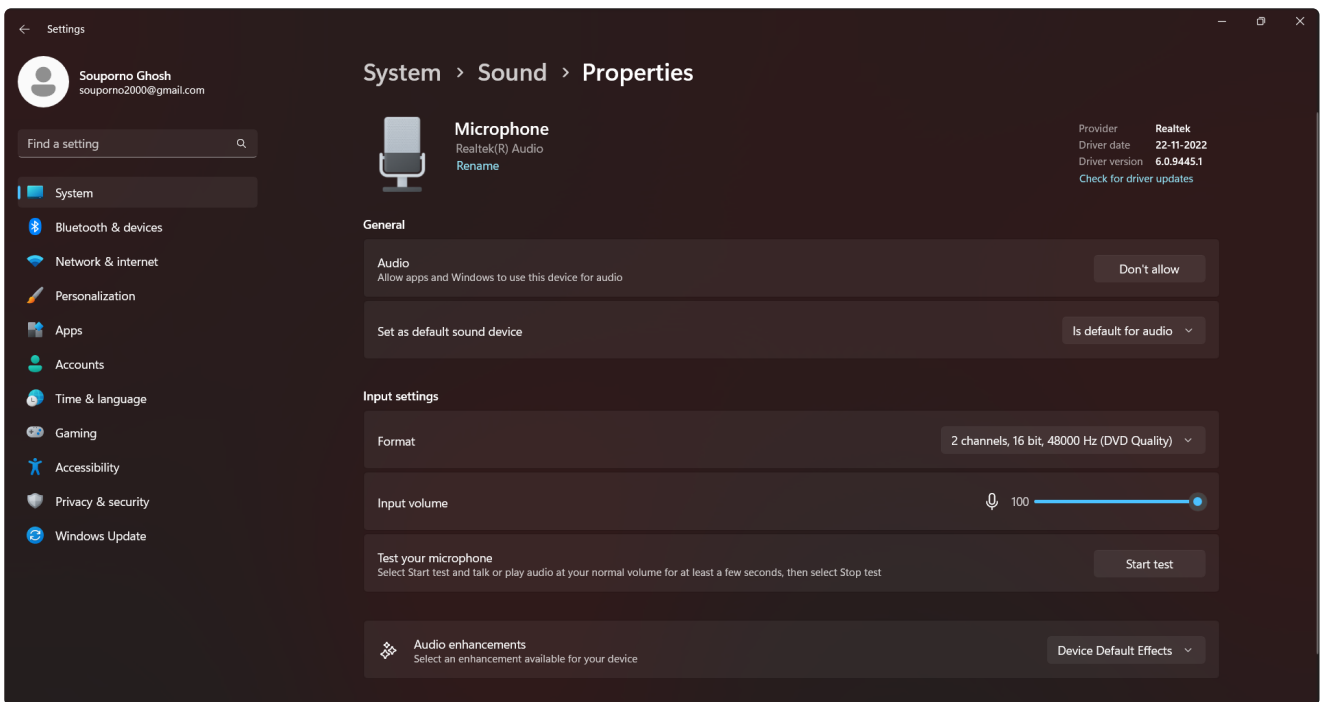 Settings
Souporno Ghosh
souporno2000@gmail.com
Find a setting
System
Bluetooth & devices
Network & internet
Personalization
Apps
Accounts
Time & language
Gaming
Accessibility
Privacy & security
Windows Update
System > Sound > Properties
Microphone
Realtek(R) Audio
Rename
Provider Realtek
Driver date 22-11-2022
Driver version 6.0.9445.1
Check for driver updates
General
Audio
Allow apps and Windows to use this device for audio
Don't allow
Set as default sound device
Is default for audio
Input settings
Format
2 channels, 16 bit, 48000 Hz (DVD Quality)
Input volume
100
Test your microphone
Select Start test and talk or play audio at your normal volume for at least a few seconds, then select Stop test
Start test
Audio enhancements
Select an enhancement available for your device
Device Default Effects